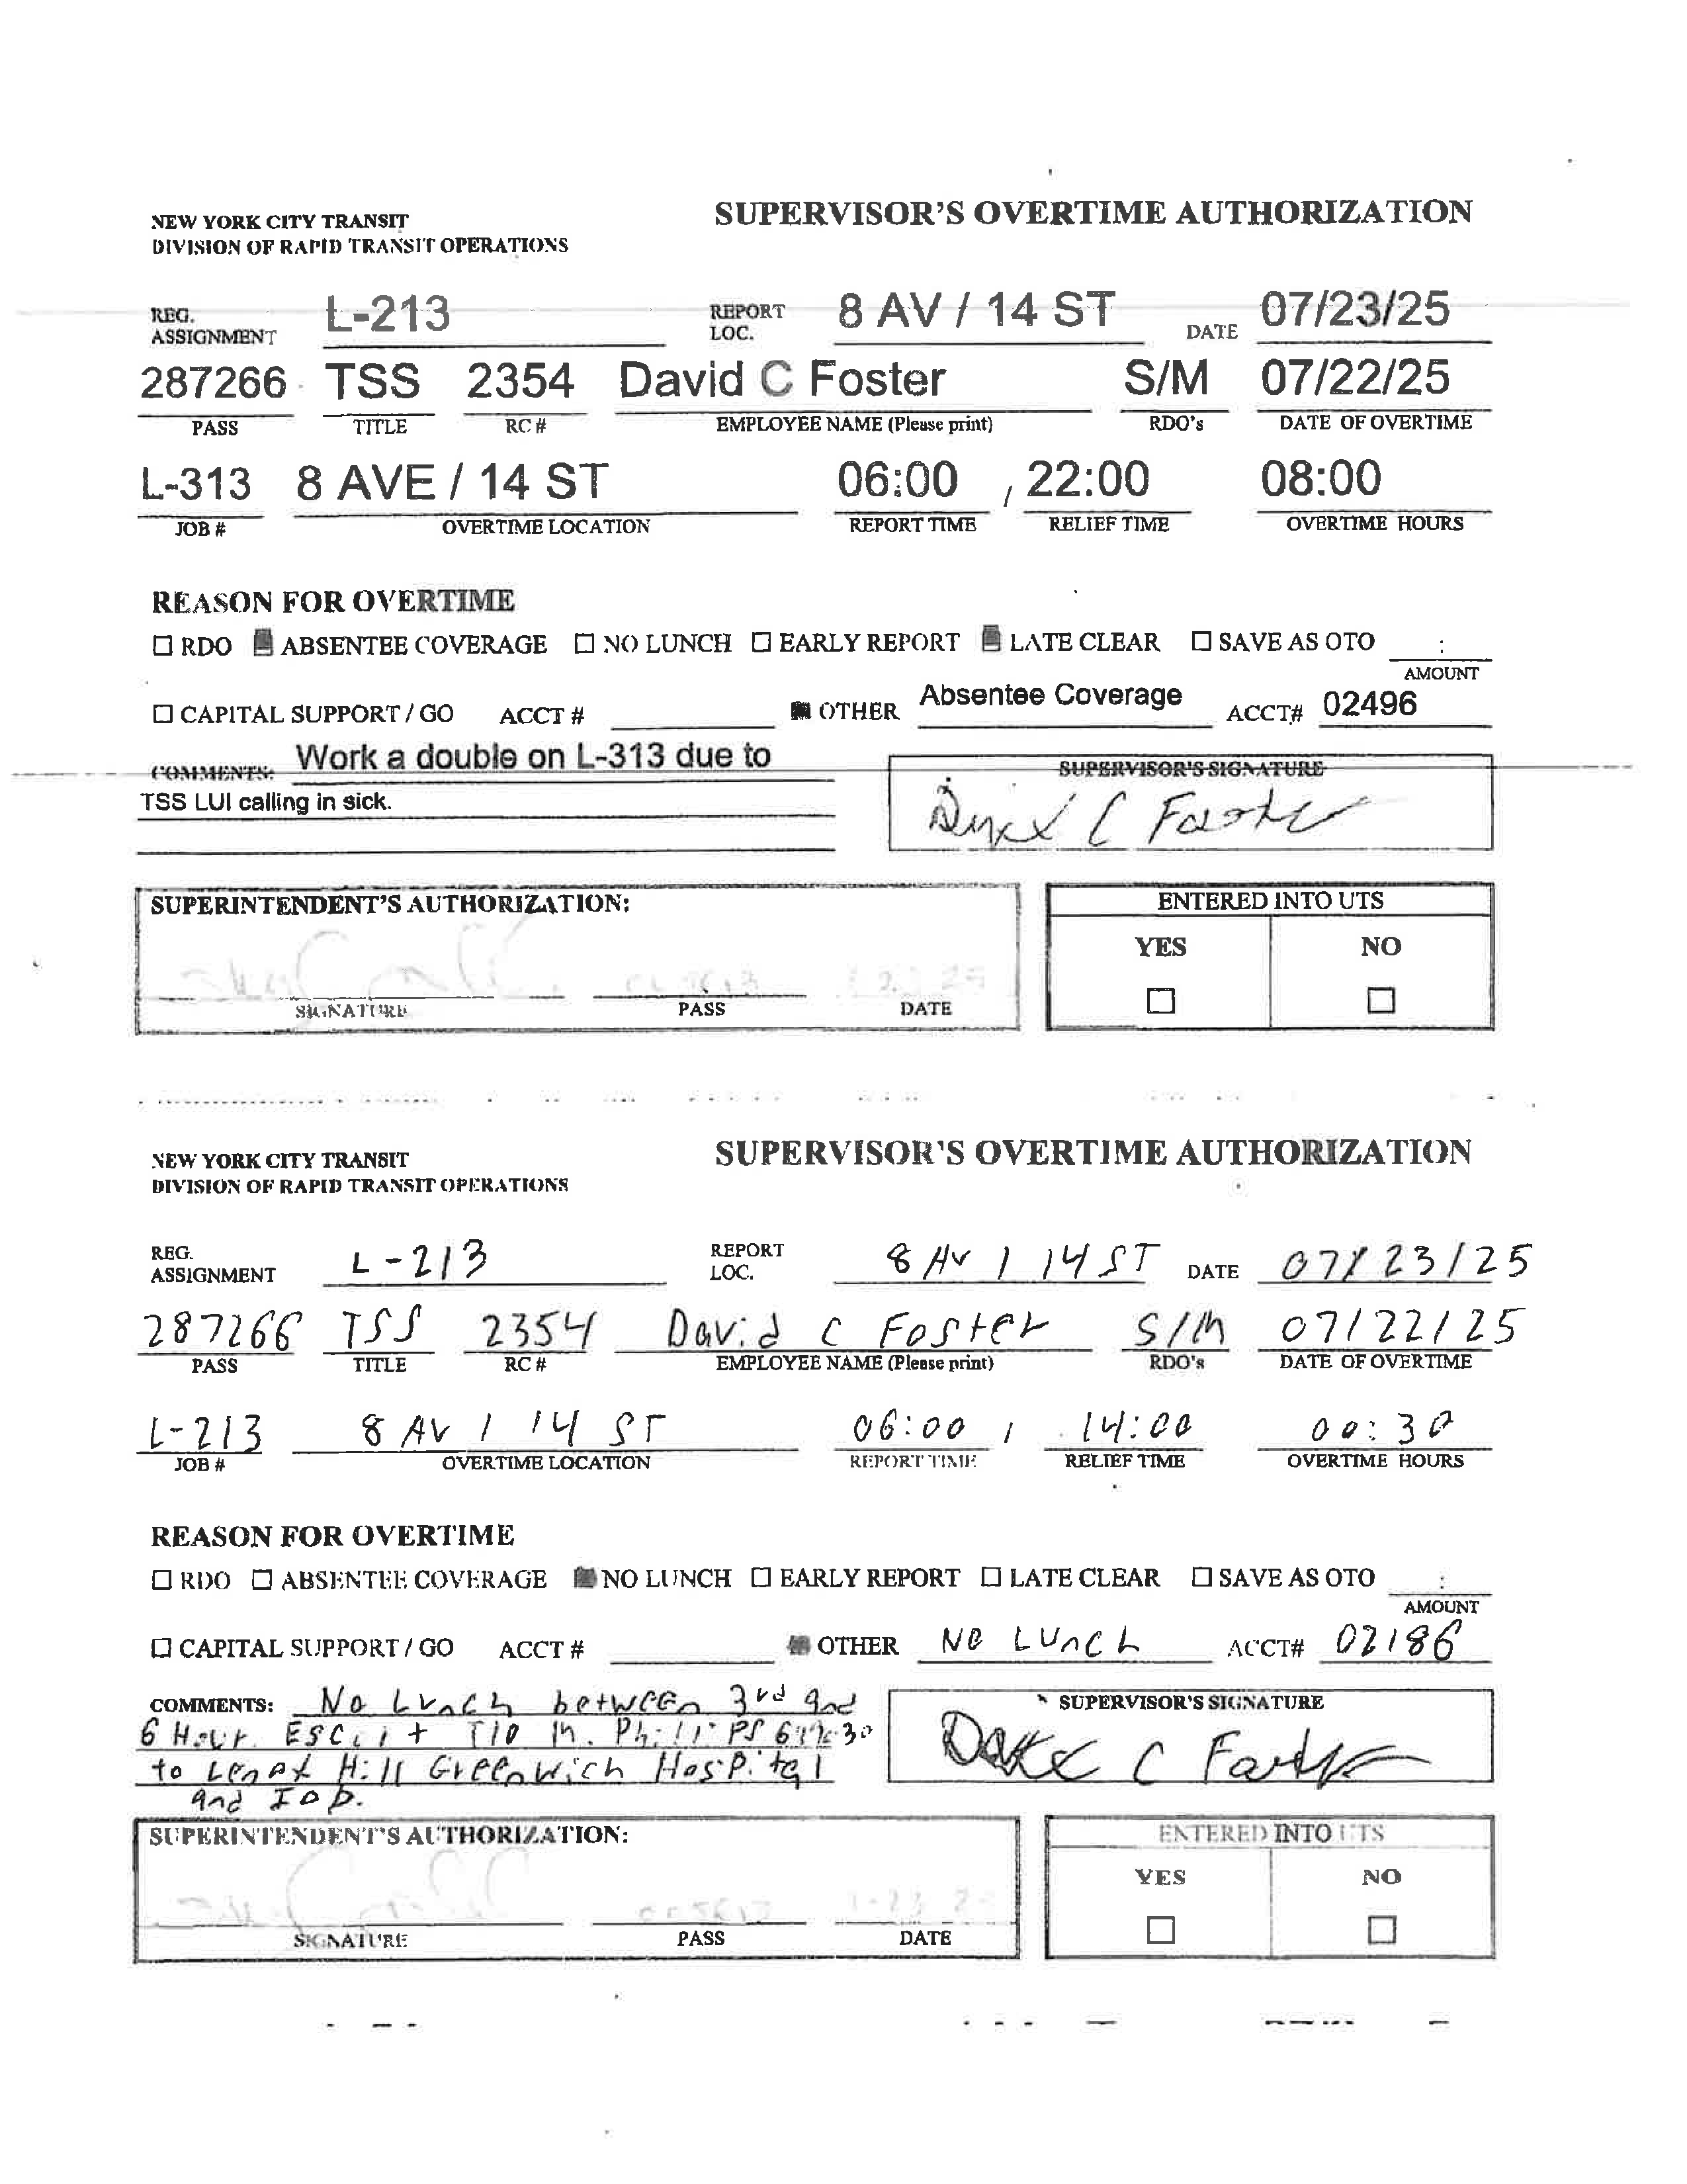 NEW YORK CITY TRANSIT
DIVISION OF RAPID TRANSIT OPERATIONS
SUPERVISOR'S OVERTIME AUTHORIZATION
REG. ASSIGNMENT L-213 REPORT LOC. 8 AV / 14 ST DATE 07/23/25
287266 TSS 2354 David C Foster S/M 07/22/25
PASS TITLE RC # EMPLOYEE NAME (Please print) RDO's DATE OF OVERTIME
L-313 8 AVE / 14 ST 06:00 / 22:00 08:00
JOB # OVERTIME LOCATION REPORT TIME RELIEF TIME OVERTIME HOURS
REASON FOR OVERTIME
RDO ABSENTEE COVERAGE NO LUNCH EARLY REPORT LATE CLEAR SAVE AS OTO :
AMOUNT
CAPITAL SUPPORT / GO ACCT # OTHER Absentee Coverage ACCT# 02496
COMMENTS: Work a double on L-313 due to
TSS LUI calling in sick.
SUPERVISOR'S SIGNATURE
C Foster
SUPERINTENDENT'S AUTHORIZATION:
SIGNATURE PASS DATE
ENTERED INTO UTS
YES NO
NEW YORK CITY TRANSIT
DIVISION OF RAPID TRANSIT OPERATIONS
SUPERVISOR'S OVERTIME AUTHORIZATION
REG. ASSIGNMENT L-213 REPORT LOC. 8 AV / 14 ST DATE 07/23/25
287266 TSS 2354 David C Foster S/M 07/22/25
PASS TITLE RC # EMPLOYEE NAME (Please print) RDO's DATE OF OVERTIME
L-213 8 AV / 14 ST 06:00 / 14:00 00:30
JOB # OVERTIME LOCATION REPORT TIME RELIEF TIME OVERTIME HOURS
REASON FOR OVERTIME
RDO ABSENTEE COVERAGE NO LUNCH EARLY REPORT LATE CLEAR SAVE AS OTO :
AMOUNT
CAPITAL SUPPORT / GO ACCT # OTHER NO LUnch ACCT# 02186
COMMENTS: No Lunch between 3rd and
6 Hour. T/O M. Phillips
to Lenox Hill Greenwich Hospital
and
SUPERVISOR'S SIGNATURE
C Foster
SUPERINTENDENT'S AUTHORIZATION:
SIGNATURE PASS DATE
ENTERED INTO UTS
YES NO